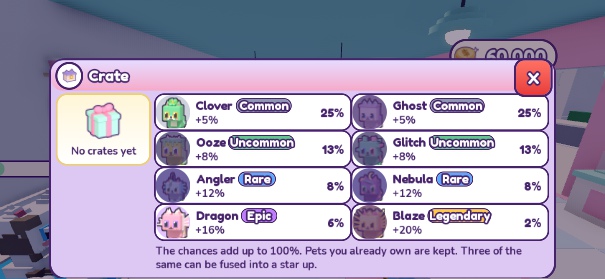 60,000
Crate
X
No crates yet
Clover Common 25%
+5%
Ghost Common 25%
+5%
Ooze Uncommon 13%
+8%
Glitch Uncommon 13%
+8%
Angler Rare 8%
+12%
Nebula Rare 8%
+12%
Dragon Epic 6%
+16%
Blaze Legendary 2%
+20%
The chances add up to 100%. Pets you already own are kept. Three of the
same can be fused into a star up.